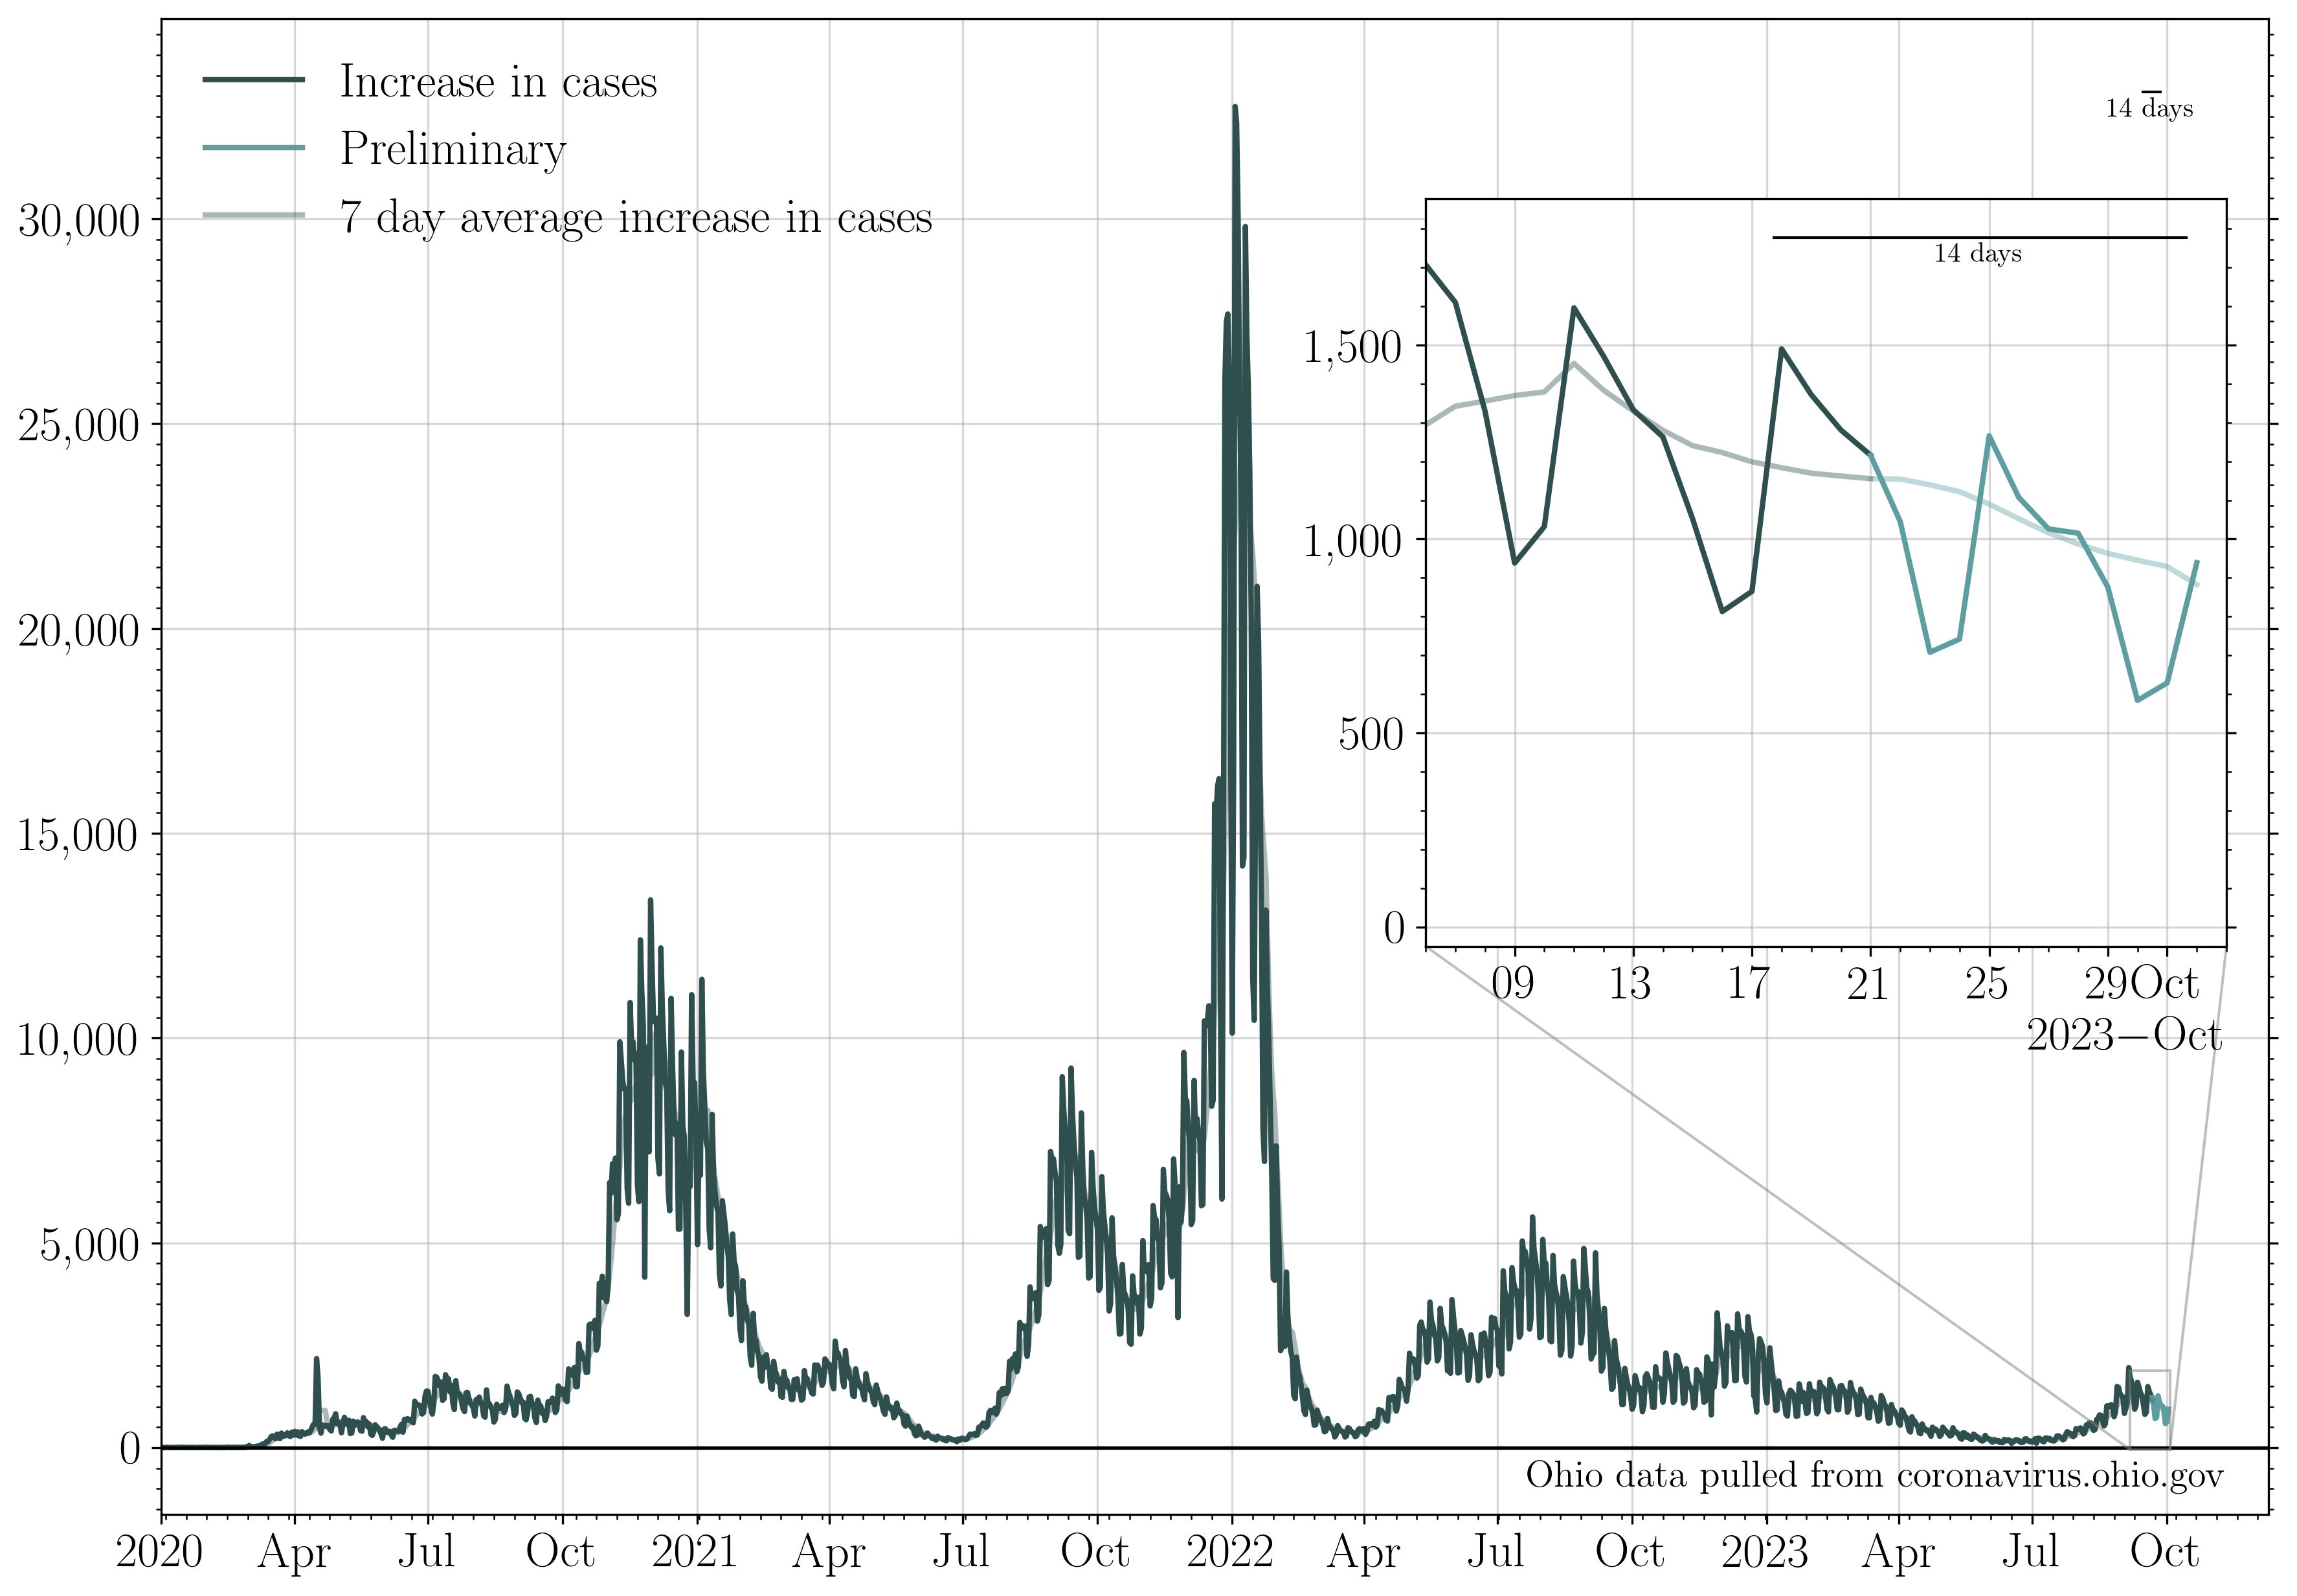 Increase in cases
Preliminary
7 day average increase in cases
14 days
30,000
25,000
20,000
15,000
10,000
5,000
0
14 days
1,500
1,000
500
0
09 13 17 21 25 29 Oct
2023–Oct
Ohio data pulled from coronavirus.ohio.gov
2020 Apr Jul Oct 2021 Apr Jul Oct 2022 Apr Jul Oct 2023 Apr Jul Oct